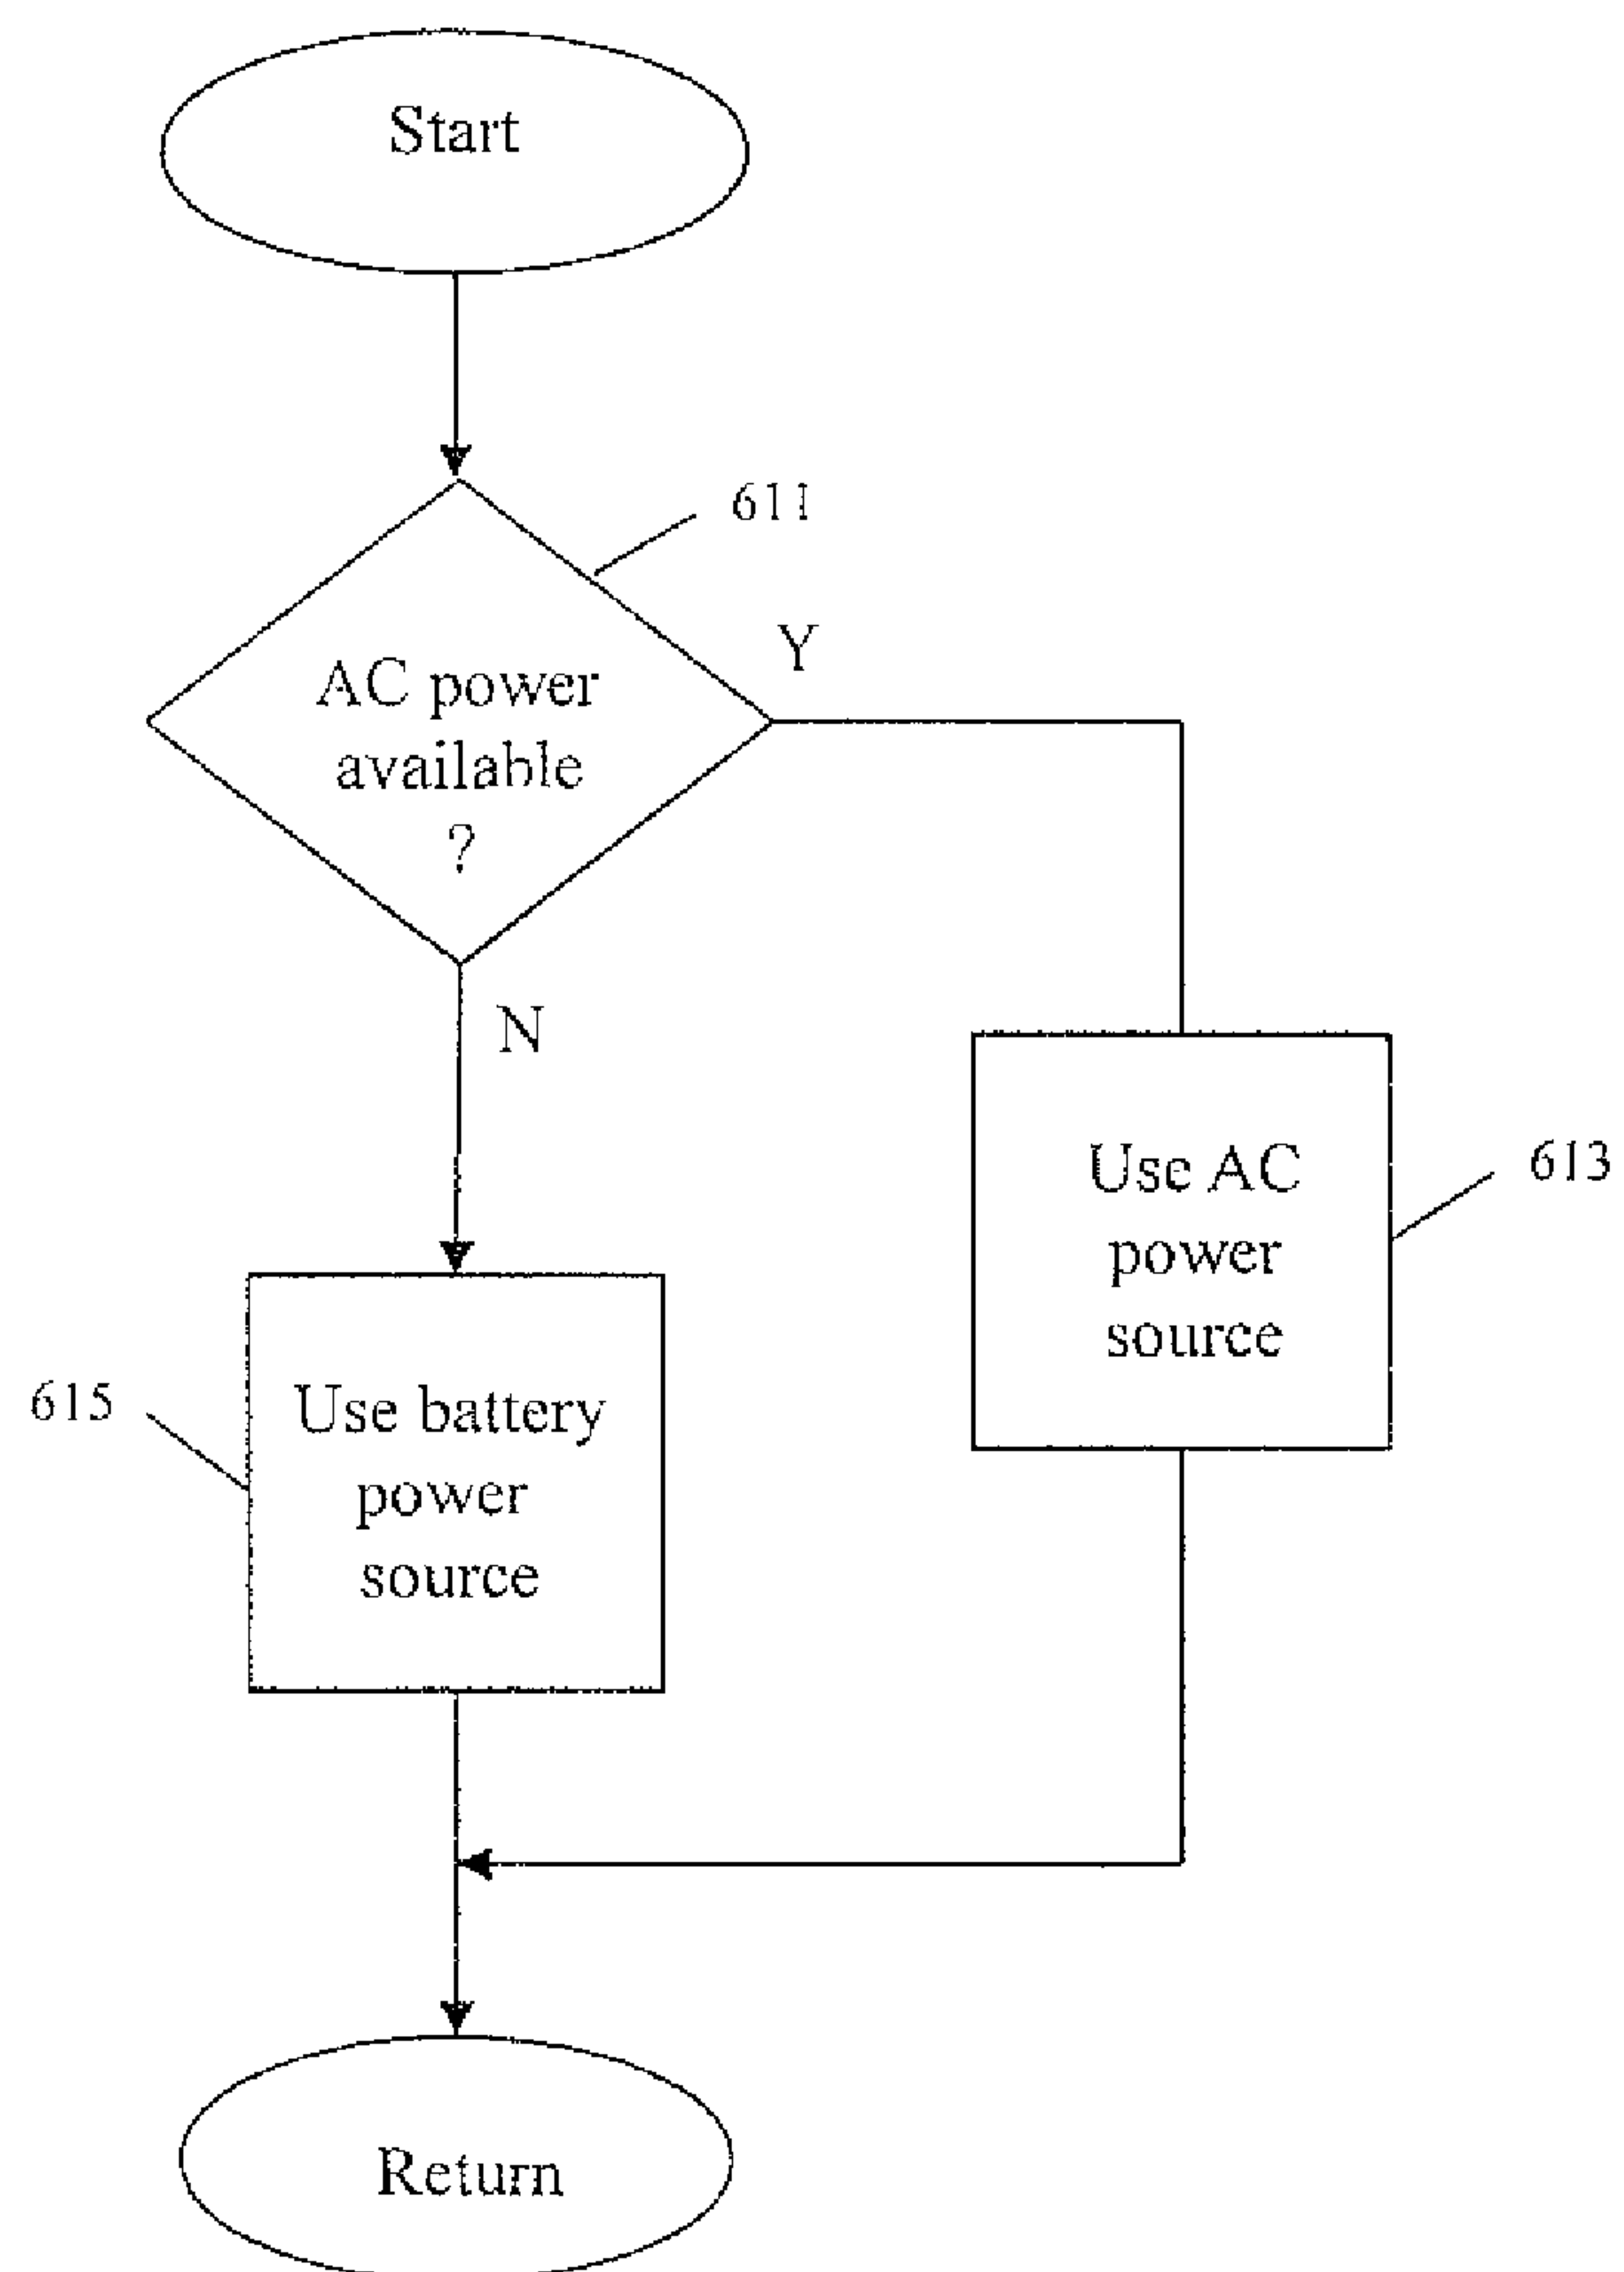 Start
611
Y
AC power
available
?
N
Use AC
power
source
613
615
Use battery
power
source
Return